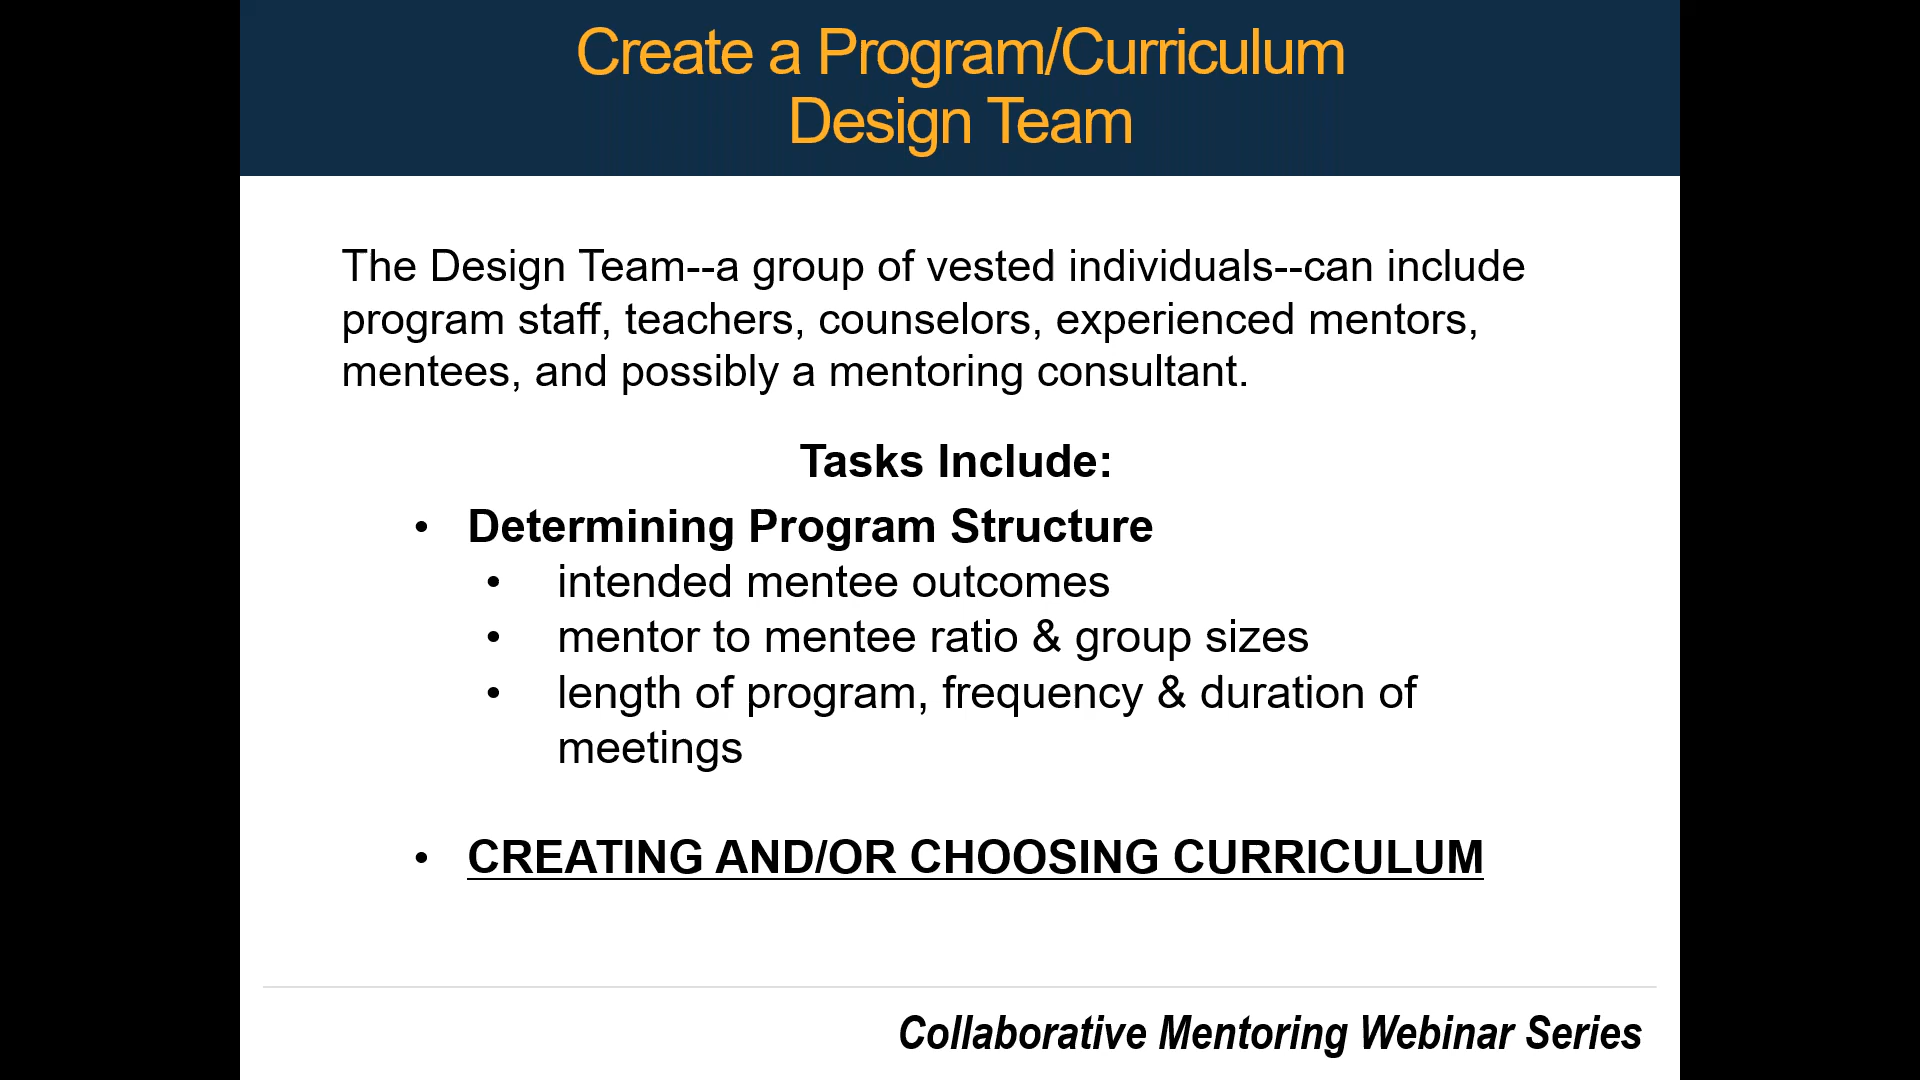 Create a Program/Curriculum
Design Team
The Design Team--a group of vested individuals--can include
program staff, teachers, counselors, experienced mentors,
mentees, and possibly a mentoring consultant.
Tasks Include:
• Determining Program Structure
• intended mentee outcomes
• mentor to mentee ratio & group sizes
• length of program, frequency & duration of
meetings
• CREATING AND/OR CHOOSING CURRICULUM
Collaborative Mentoring Webinar Series